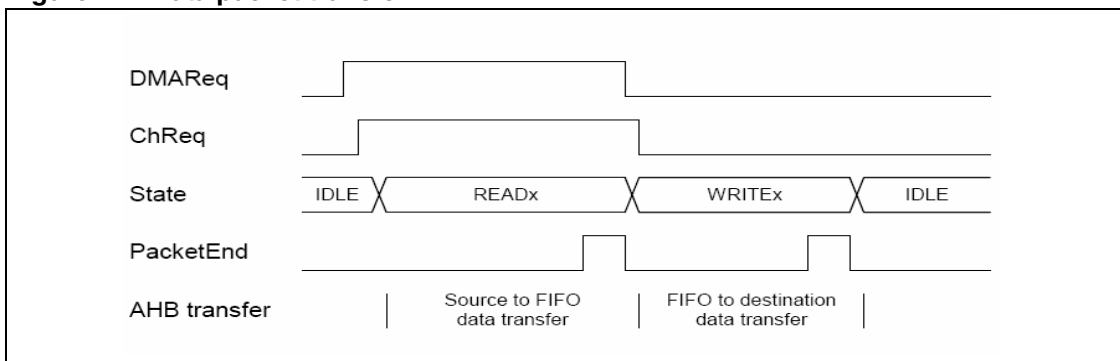 DMAReq
ChReq
State IDLE READx WRITEx IDLE
PacketEnd
AHB transfer
Source to FIFO
data transfer
FIFO to destination
data transfer